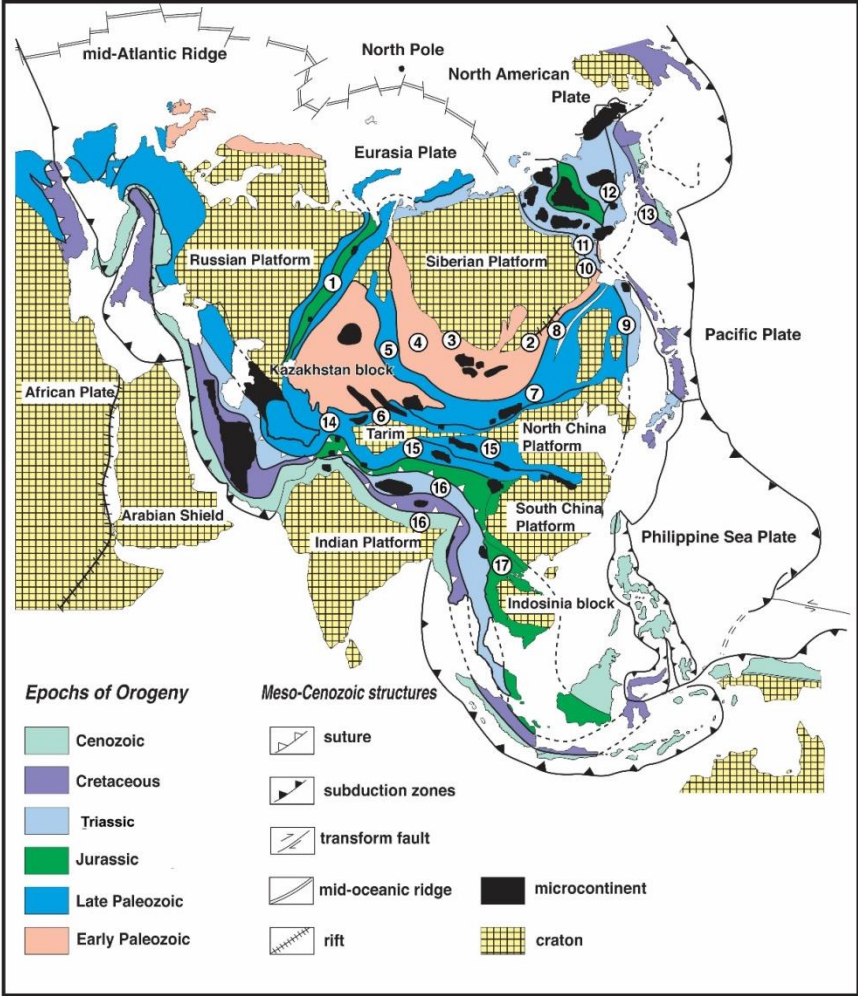 mid-Atlantic Ridge
North Pole
North American
Plate
Eurasia Plate
12
13
Russian Platform
Siberian Platform
11
10
1
2
3
4
5
8
9
Pacific Plate
Kazakhstan block
African Plate
7
6
14
Tarim
North China
Platform
15
15
16
Arabian Shield
16
Indian Platform
South China
Platform
Philippine Sea Plate
17
Indosinia block
Epochs of Orogeny
Cenozoic
Cretaceous
Triassic
Jurassic
Late Paleozoic
Early Paleozoic
Meso-Cenozoic structures
suture
subduction zones
transform fault
mid-oceanic ridge
rift
microcontinent
craton